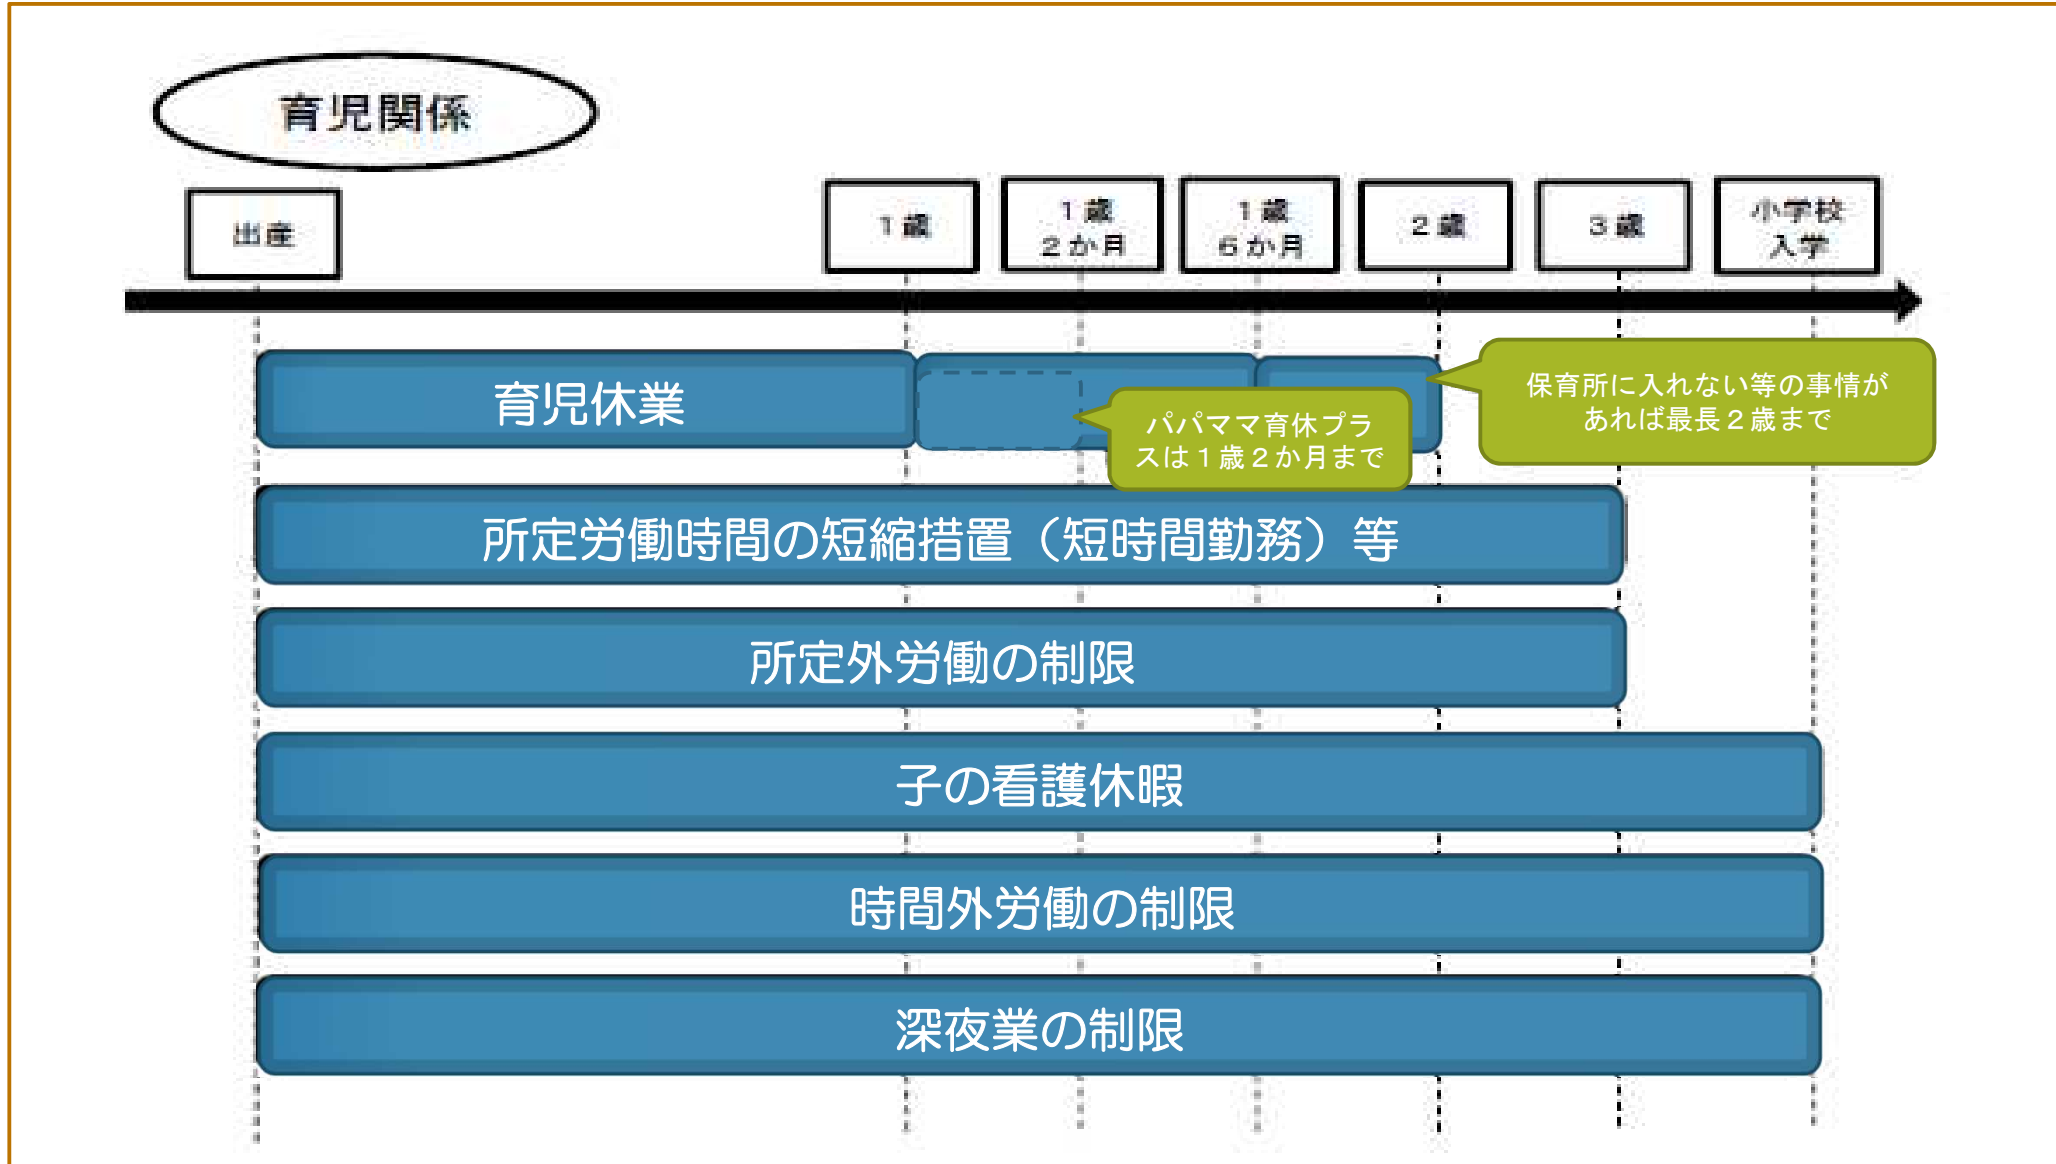 育児関係
出産
１歳
１歳
２か月
１歳
６か月
２歳
３歳
小学校
入学
育児休業
パパママ育休プラ
スは１歳２か月まで
保育所に入れない等の事情が
あれば最長２歳まで
所定労働時間の短縮措置（短時間勤務）等
所定外労働の制限
子の看護休暇
時間外労働の制限
深夜業の制限